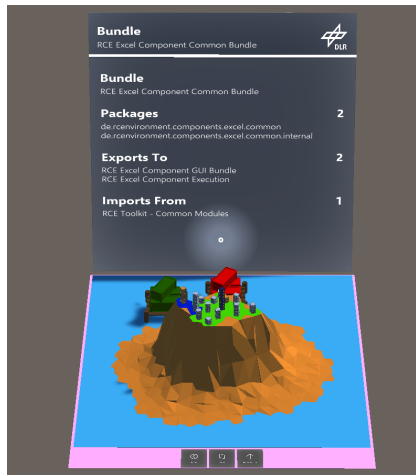 Bundle
RCE Excel Component Common Bundle
DLR
Bundle
RCE Excel Component Common Bundle
Packages 2
de.rcenvironment.components.excel.common
de.rcenvironment.components.excel.common.internal
Exports To 2
RCE Excel Component GUI Bundle
RCE Excel Component Execution
Imports From 1
RCE Toolkit - Common Modules